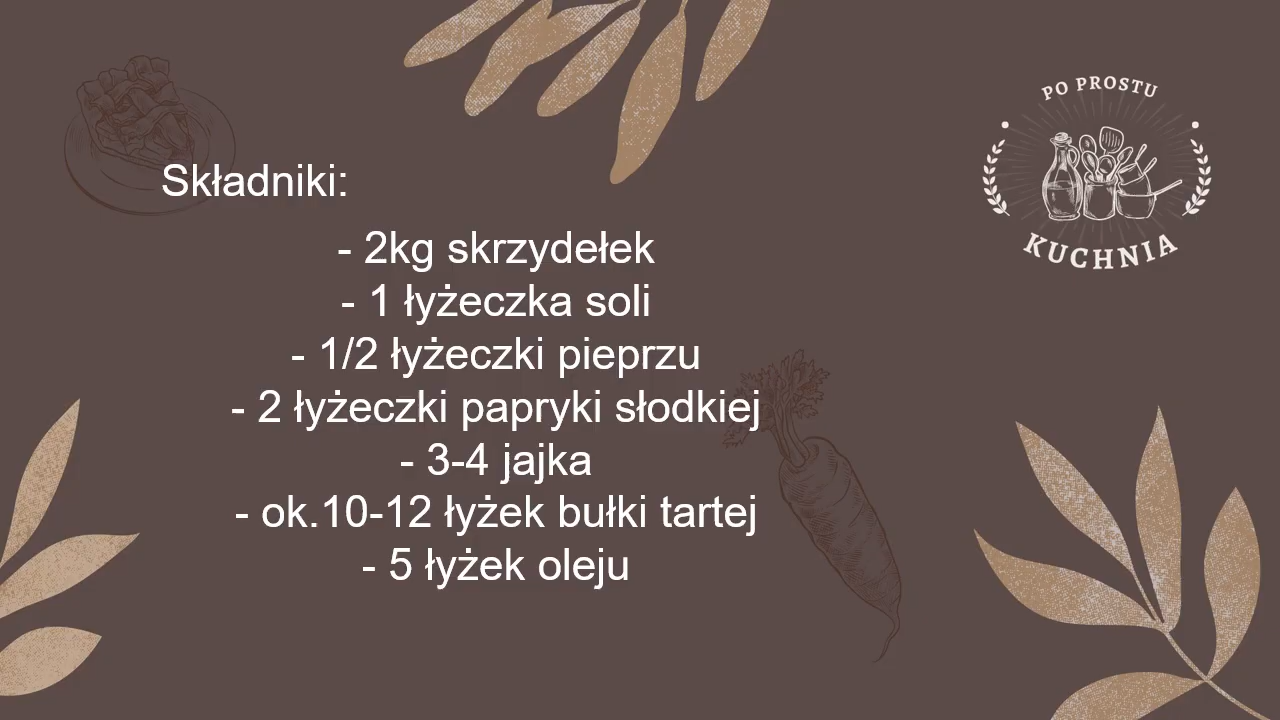 PO PROSTU
KUCHNIA
Składniki:
- 2kg skrzydełek
- 1 łyżeczka soli
- 1/2 łyżeczki pieprzu
- 2 łyżeczki papryki słodkiej
- 3-4 jajka
- ok.10-12 łyżek bułki tartej
- 5 łyżek oleju